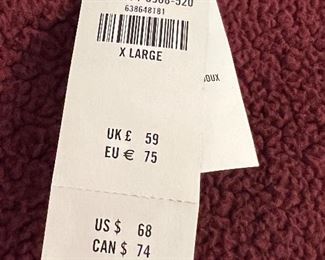 638648181
X LARGE
UK £ 59
EU € 75
US $ 68
CAN $ 74